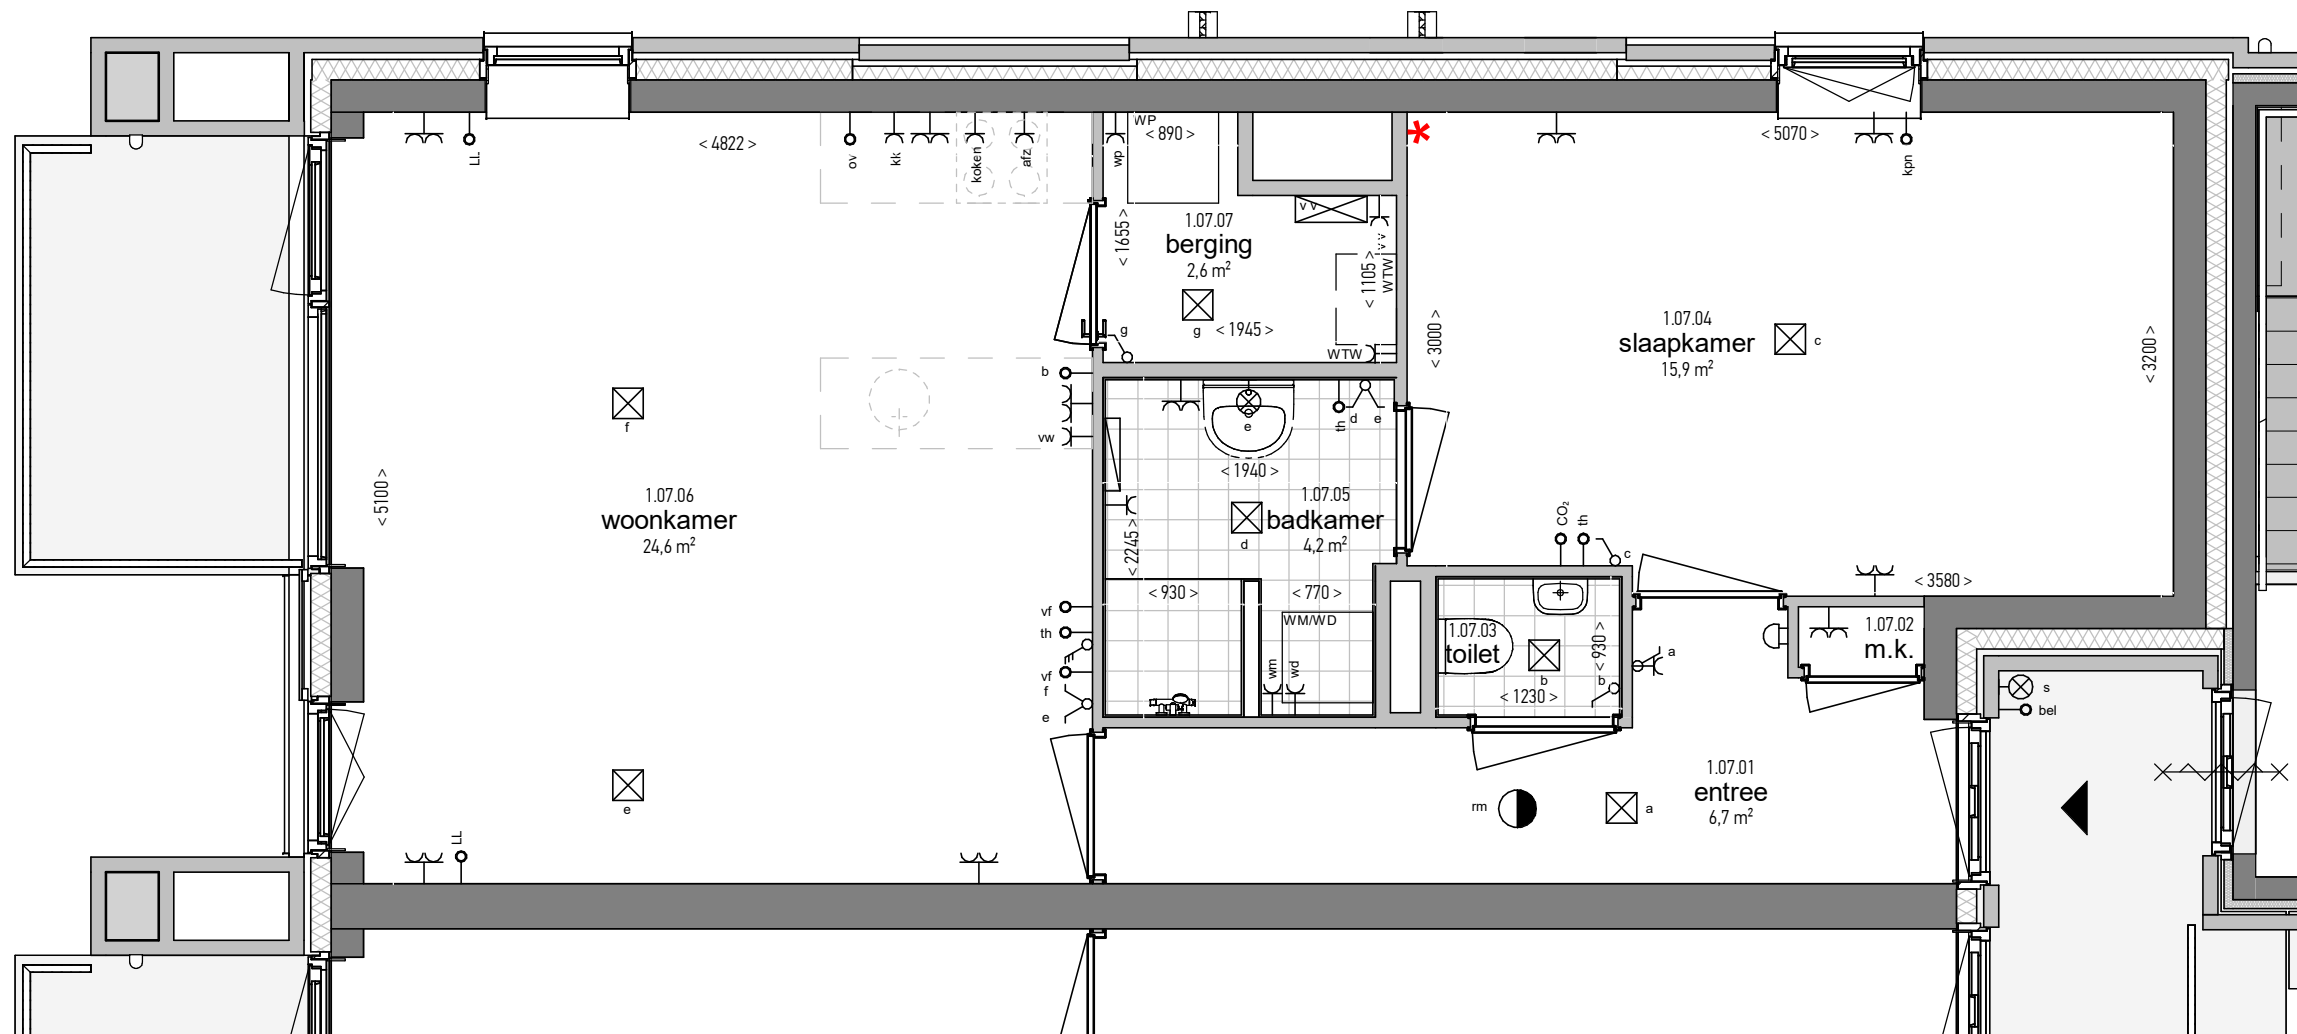 < 4822 >
WP
< 890 >
*
< 5070 >
LL
ov
kk
koken
afz
wp
kpn
< 1655 >
1.07.07
berging
2,6 m²
v v
v v
< 1105 >
WTW
g
g
< 1945 >
WTW
< 3000 >
1.07.04
slaapkamer
15,9 m²
c
< 3200 >
f
b
vw
e
th
d
e
< 1940 >
< 5100 >
1.07.06
woonkamer
24,6 m²
1.07.05
badkamer
4,2 m²
d
< 2245 >
CO₂
th
c
< 3580 >
< 930 >
< 770 >
vf
th
vf
f
e
WM/WD
wm
wd
1.07.03
toilet
b
< 930 >
b
< 1230 >
a
1.07.02
m.k.
s
bel
1.07.01
entree
6,7 m²
rm
a
e
LL